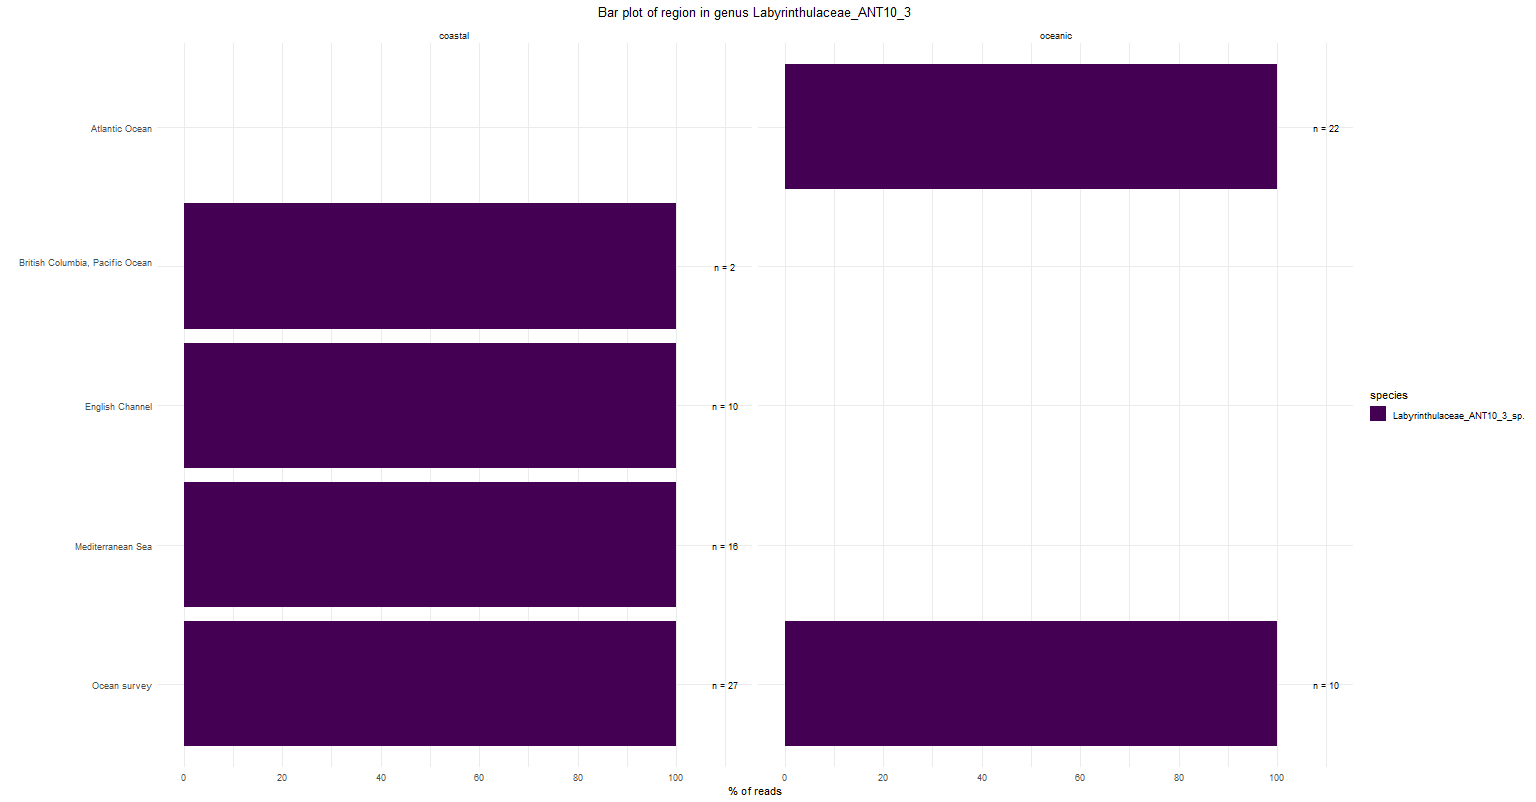 Bar plot of region in genus Labyrinthulaceae_ANT10_3
coastal
oceanic
Atlantic Ocean
n = 22
British Columbia, Pacific Ocean
n = 2
English Channel
n = 10
Mediterranean Sea
n = 16
Ocean survey
n = 27
n = 10
0 20 40 60 80 100
0 20 40 60 80 100
% of reads
species
Labyrinthulaceae_ANT10_3_sp.